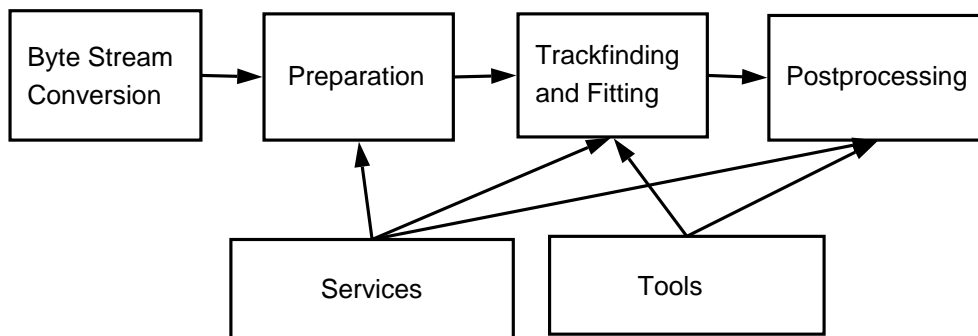 Byte Stream
Conversion
Preparation
Trackfinding
and Fitting
Postprocessing
Services
Tools